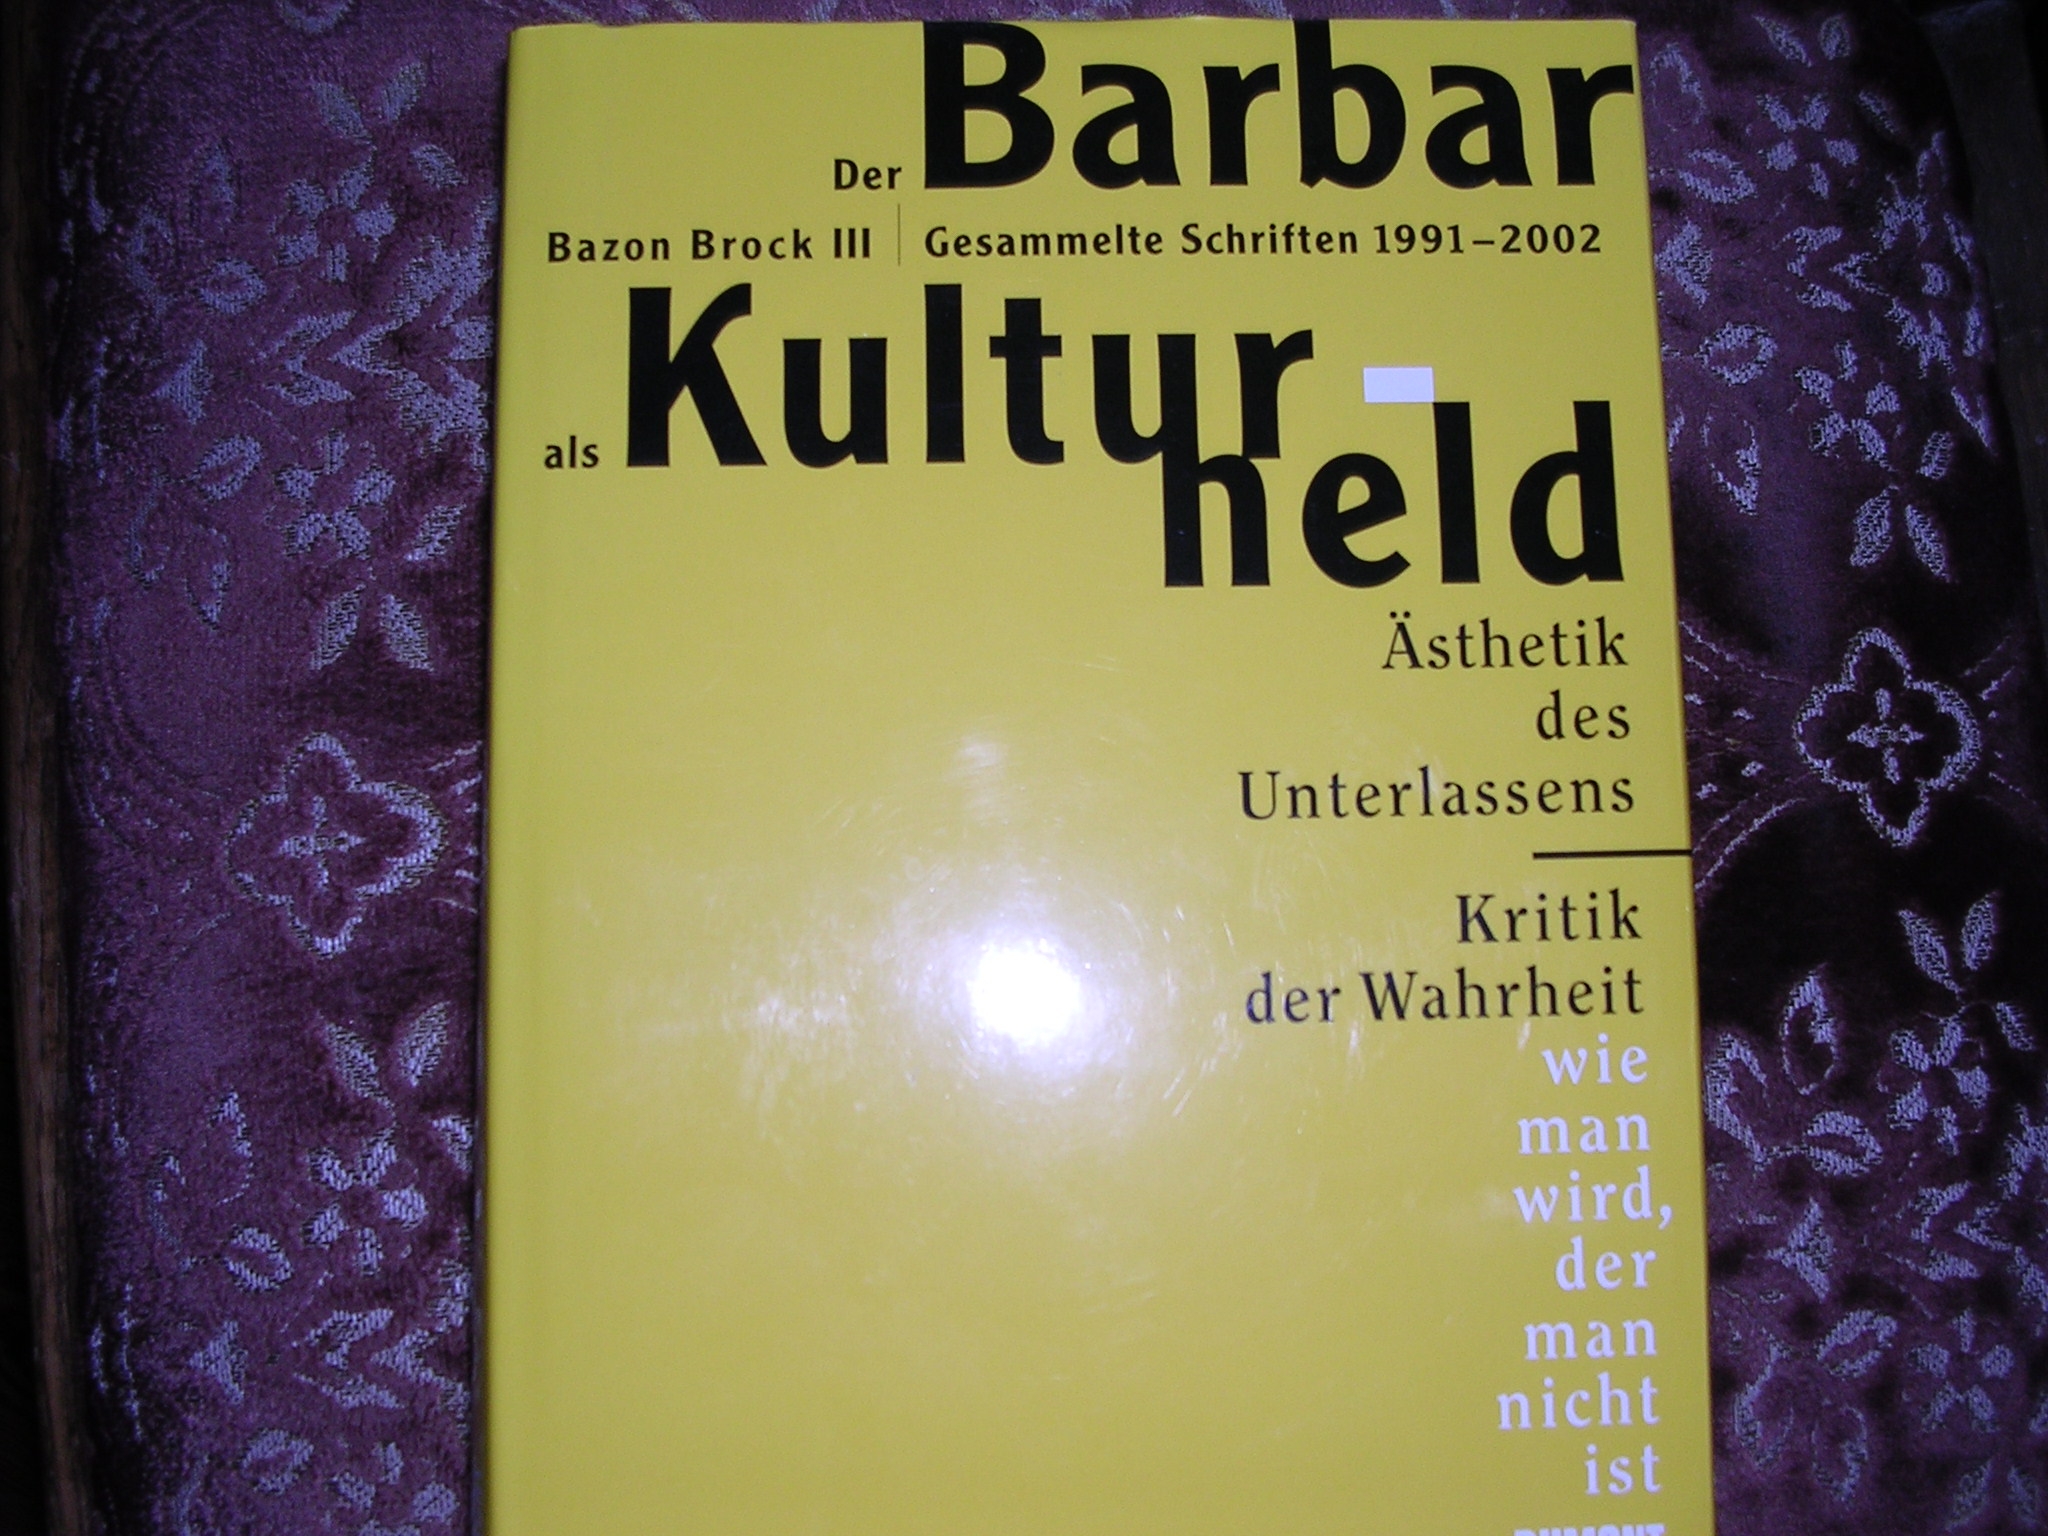 Der Barbar
Bazon Brock III | Gesammelte Schriften 1991–2002
als Kultur
held
Ästhetik
des
Unterlassens
Kritik
der Wahrheit
wie
man
wird,
der
man
nicht
ist